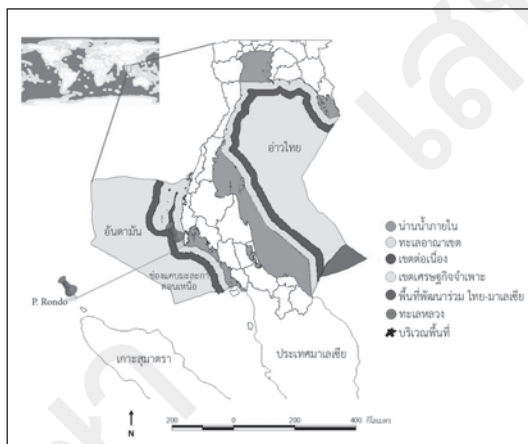 อ่าวไทย
อันดามัน
ช่องแคบมะละกา
ตอนเหนือ
P. Rondo
น่านน้ำภายใน
ทะเลอาณาเขต
เขตต่อเนื่อง
เขตเศรษฐกิจจำเพาะ
พื้นที่พัฒนาร่วม ไทย-มาเลเซีย
ทะเลหลวง
บริเวณพื้นที่
เกาะสุมาตรา
ประเทศมาเลเซีย
N
200 0 200 400 กิโลเมตร